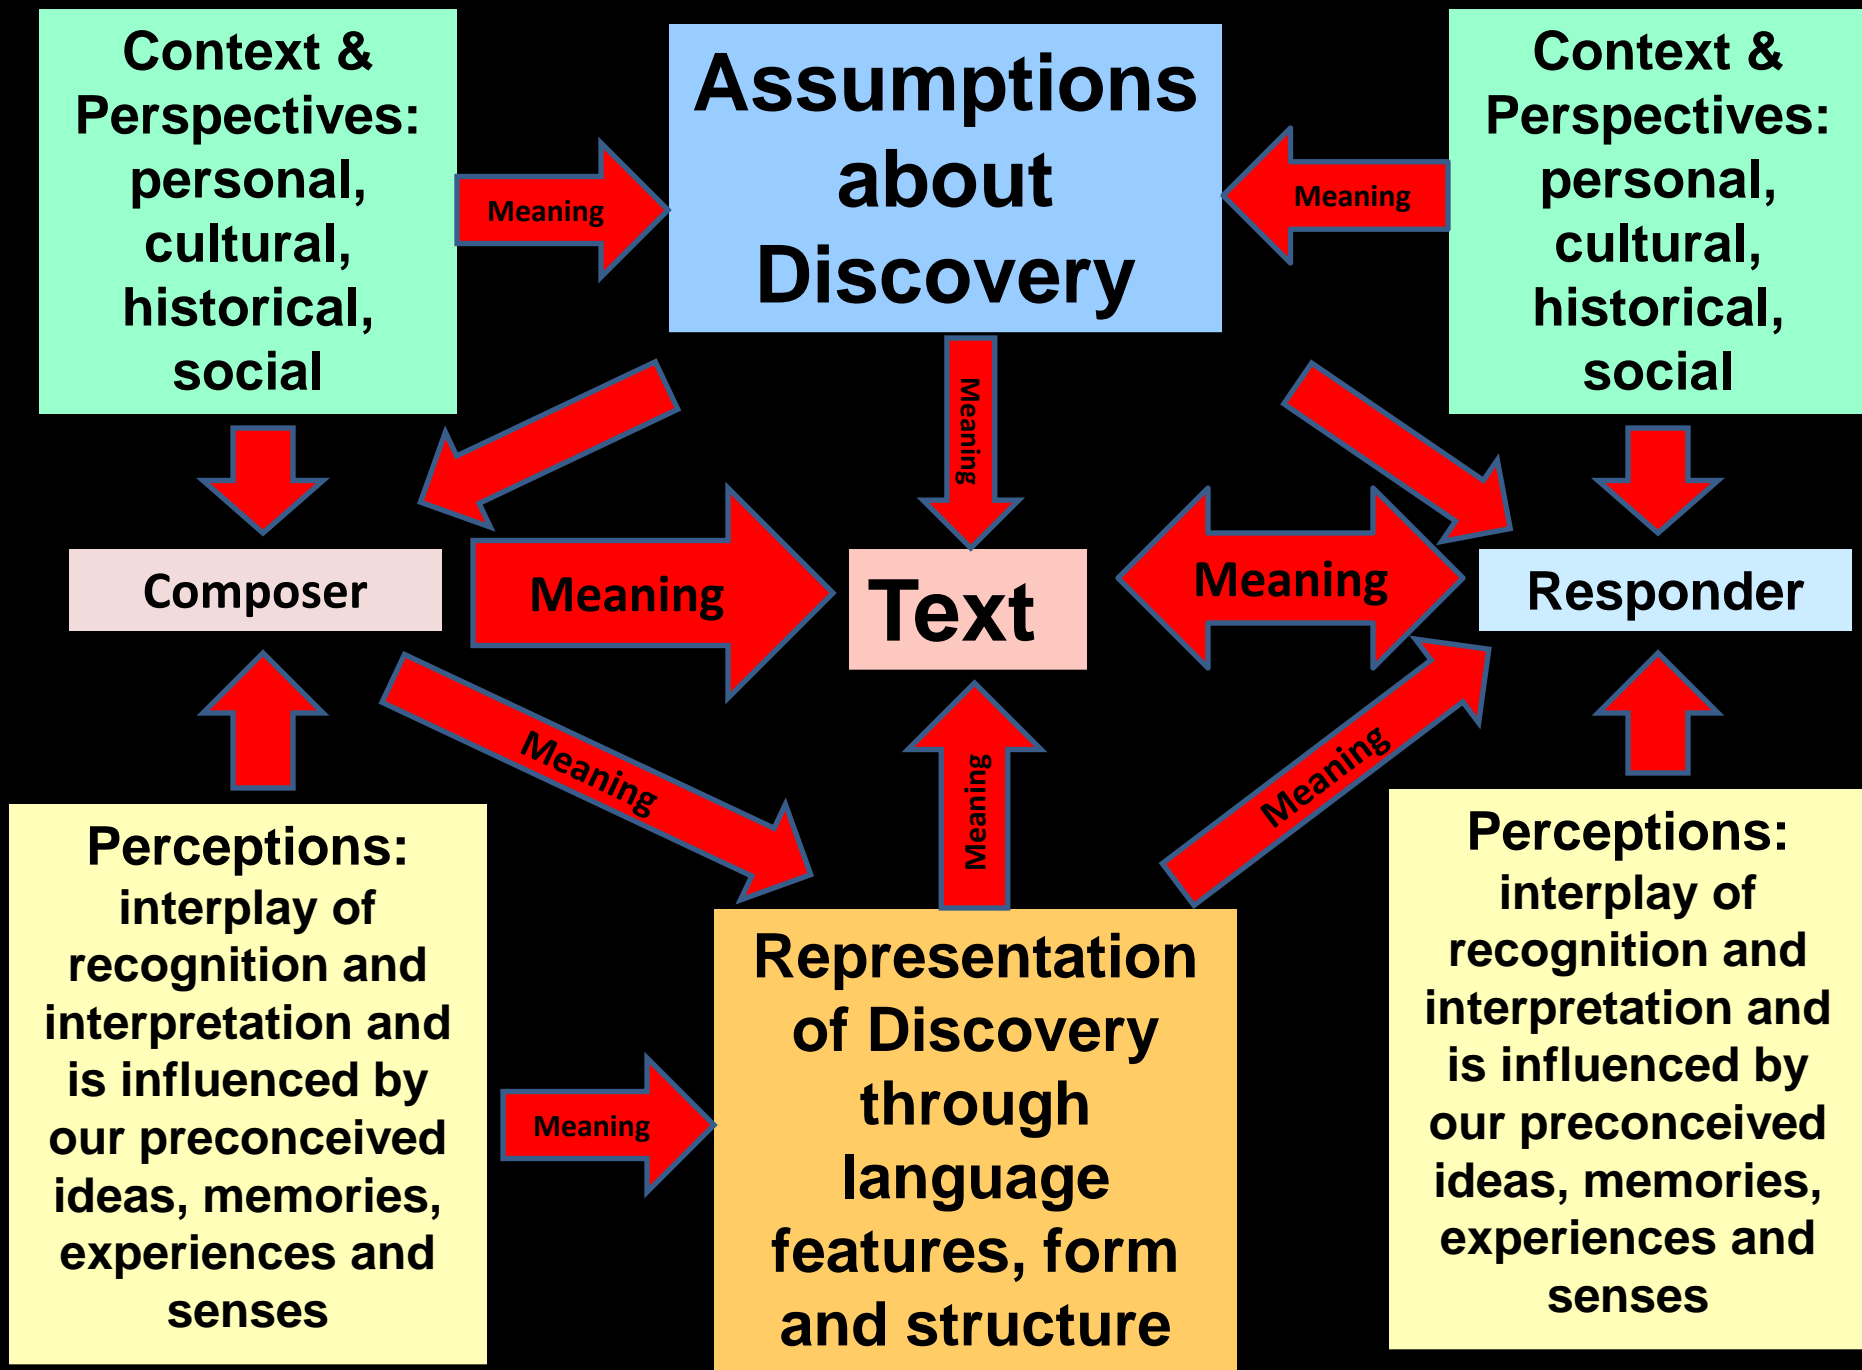 Context &
Perspectives:
personal,
cultural,
historical,
social
Meaning
Assumptions
about
Discovery
Meaning
Context &
Perspectives:
personal,
cultural,
historical,
social
Meaning
Composer
Meaning
Text
Meaning
Responder
Meaning
Meaning
Meaning
Perceptions:
interplay of
recognition and
interpretation and
is influenced by
our preconceived
ideas, memories,
experiences and
senses
Meaning
Representation
of Discovery
through
language
features, form
and structure
Perceptions:
interplay of
recognition and
interpretation and
is influenced by
our preconceived
ideas, memories,
experiences and
senses